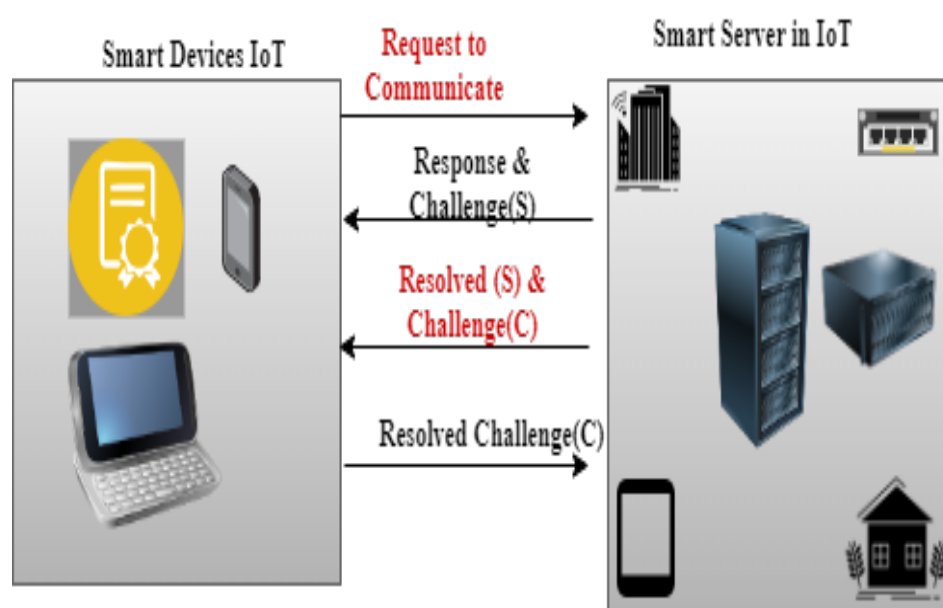 Smart Devices IoT
Request to
Communicate
Smart Server in IoT
Response &
Challenge(S)
Resolved (S) &
Challenge(C)
Resolved Challenge(C)